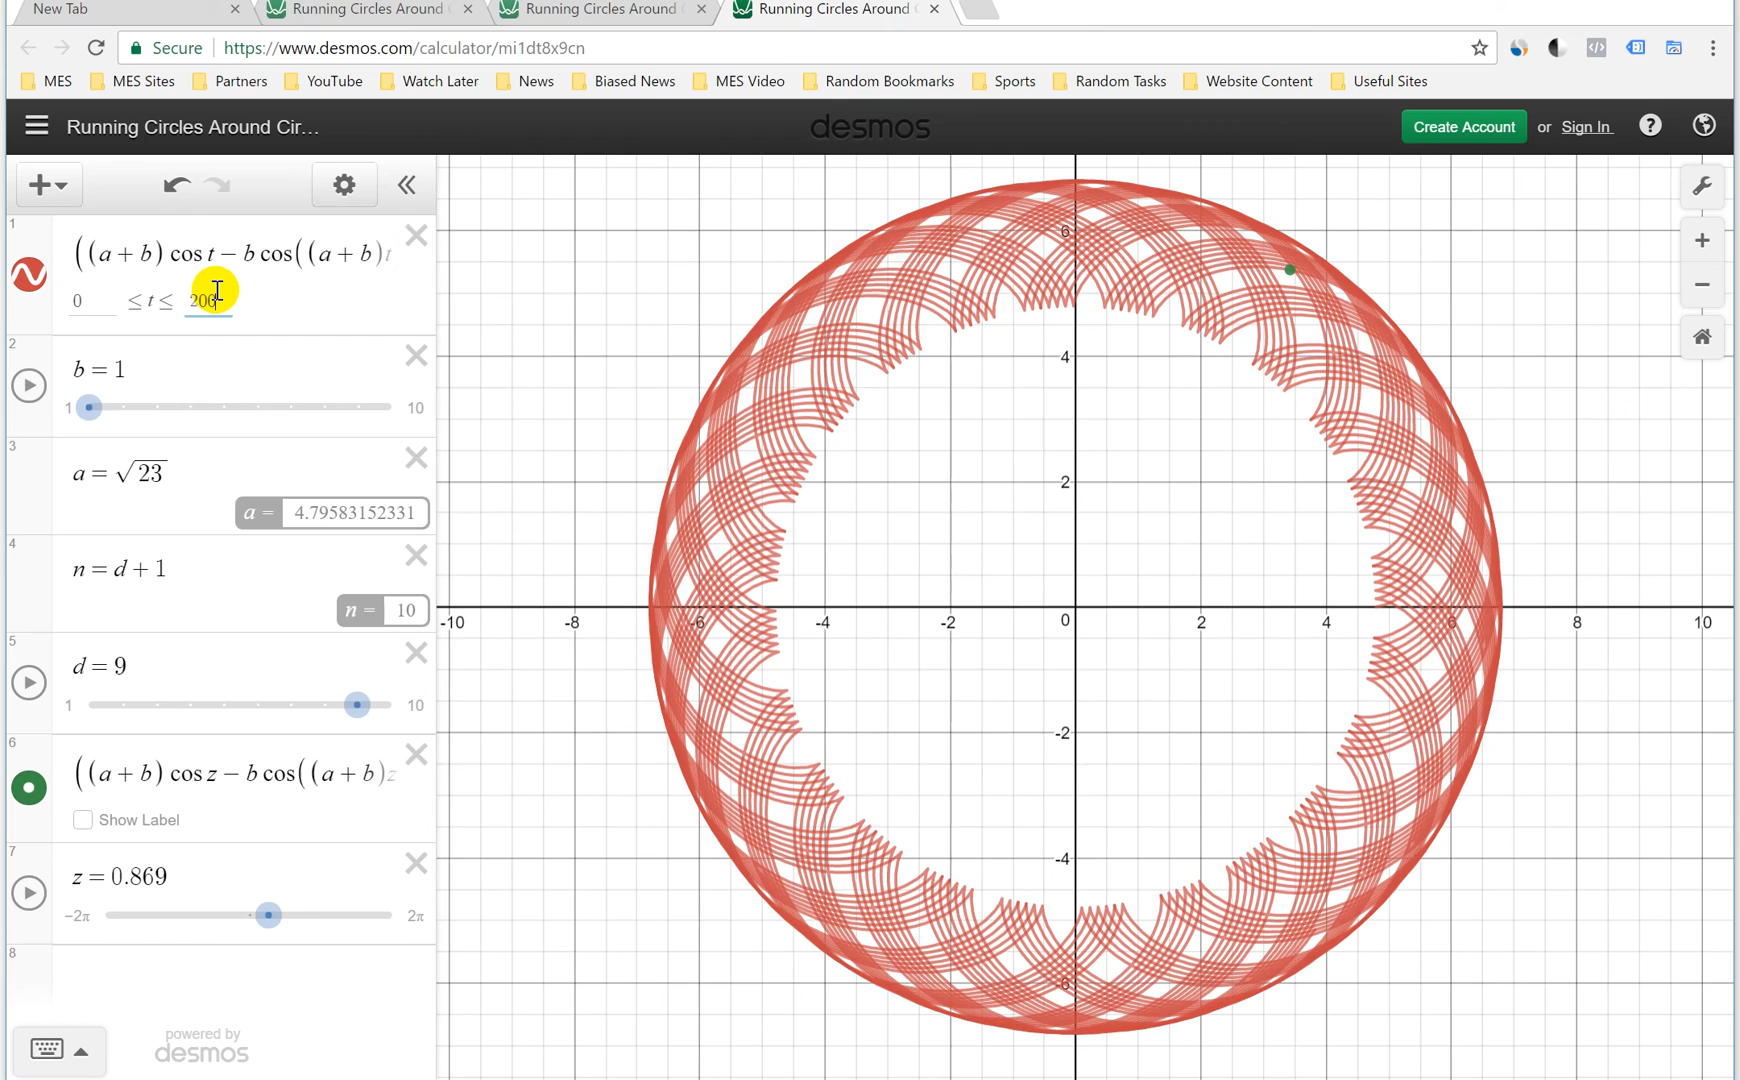 New Tab
Running Circles Around
Running Circles Around
Running Circles Around
Secure
https://www.desmos.com/calculator/mi1dt8x9cn
MES
MES Sites
Partners
YouTube
Watch Later
News
Biased News
MES Video
Random Bookmarks
Sports
Random Tasks
Website Content
Useful Sites
Running Circles Around Cir...
desmos
Create Account
or
Sign In
?
1
((a + b) cos t − b cos((a + b)t
0 ≤ t ≤ 200
2
b = 1
1
10
3
a = √23
a = 4.79583152331
4
n = d + 1
n = 10
5
d = 9
1
10
6
((a + b) cos z − b cos((a + b)z
Show Label
7
z = 0.869
−2π
2π
8
powered by
desmos
6
4
2
-10 -8 -6 -4 -2 0 2 4 6 8 10
-2
-4
-6